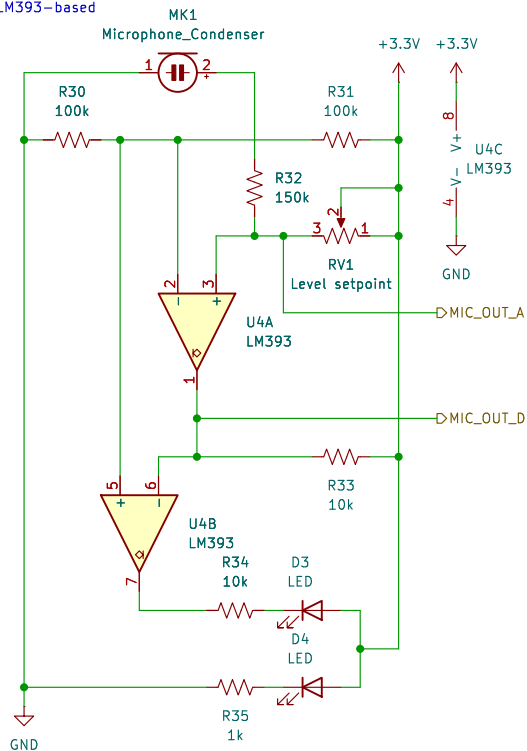 LM393-based
MK1
Microphone_Condenser
1
2
+
+3.3V
+3.3V
R30
100k
R31
100k
8
V+
U4C
LM393
V-
4
GND
R32
150k
2
3
1
RV1
Level setpoint
2
3
-
+
U4A
LM393
1
MIC_OUT_A
MIC_OUT_D
R33
10k
5
6
+
-
U4B
LM393
7
R34
10k
D3
LED
D4
LED
R35
1k
GND